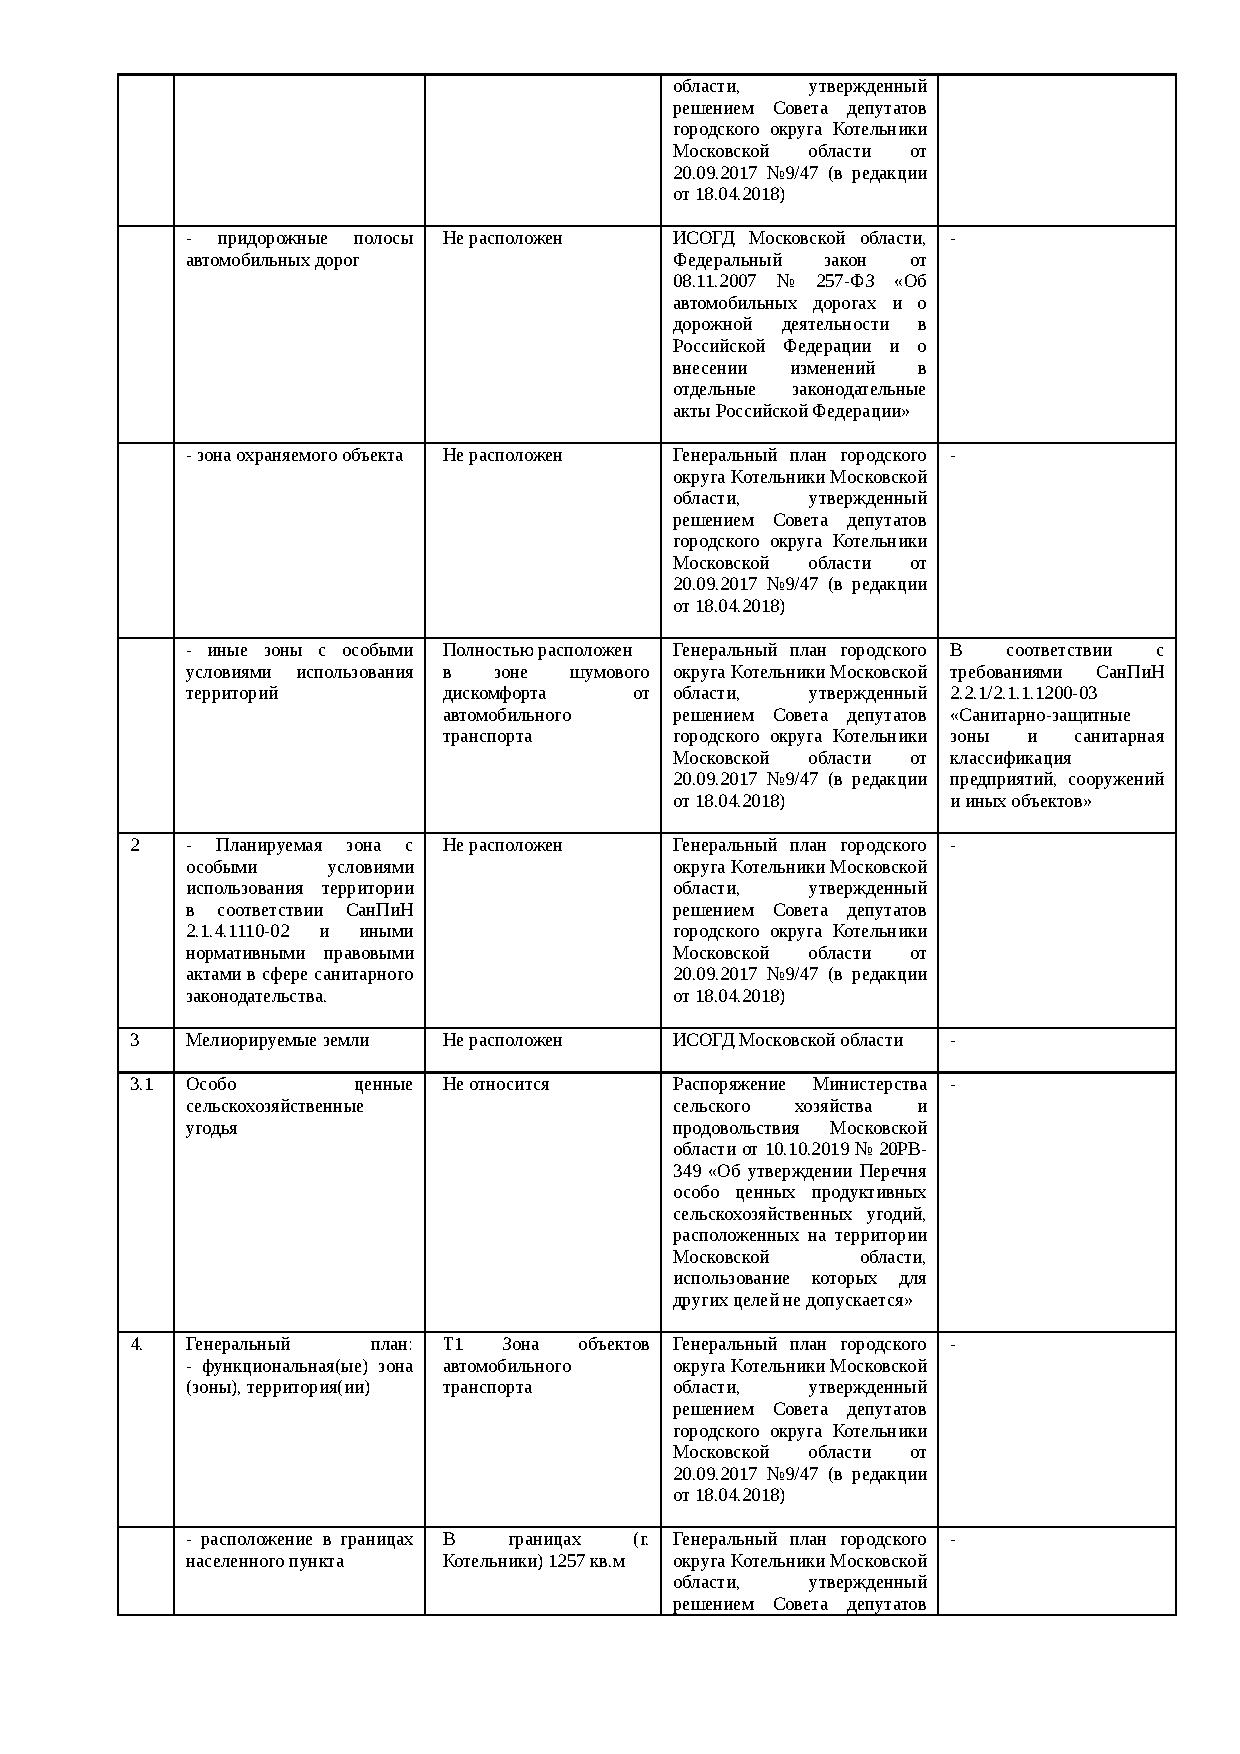 области, утвержденный
решением Совета депутатов
городского округа Котельники
Московской области от
20.09.2017 №9/47 (в редакции
от 18.04.2018)
- придорожные полосы
автомобильных дорог
Не расположен
ИСОГД Московской области,
Федеральный закон от
08.11.2007 № 257-ФЗ «Об
автомобильных дорогах и о
дорожной деятельности в
Российской Федерации и о
внесении изменений в
отдельные законодательные
акты Российской Федерации»
-
- зона охраняемого объекта
Не расположен
Генеральный план городского
округа Котельники Московской
области, утвержденный
решением Совета депутатов
городского округа Котельники
Московской области от
20.09.2017 №9/47 (в редакции
от 18.04.2018)
-
- иные зоны с особыми
условиями использования
территорий
Полностью расположен
в зоне шумового
дискомфорта от
автомобильного
транспорта
Генеральный план городского
округа Котельники Московской
области, утвержденный
решением Совета депутатов
городского округа Котельники
Московской области от
20.09.2017 №9/47 (в редакции
от 18.04.2018)
В соответствии с
требованиями СанПиН
2.2.1/2.1.1.1200-03
«Санитарно-защитные
зоны и санитарная
классификация
предприятий, сооружений
и иных объектов»
2
- Планируемая зона с
особыми условиями
использования территории
в соответствии СанПиН
2.1.4.1110-02 и иными
нормативными правовыми
актами в сфере санитарного
законодательства.
Не расположен
Генеральный план городского
округа Котельники Московской
области, утвержденный
решением Совета депутатов
городского округа Котельники
Московской области от
20.09.2017 №9/47 (в редакции
от 18.04.2018)
-
3
Мелиорируемые земли
Не расположен
ИСОГД Московской области
-
3.1
Особо ценные
сельскохозяйственные
угодья
Не относится
Распоряжение Министерства
сельского хозяйства и
продовольствия Московской
области от 10.10.2019 № 20РВ-
349 «Об утверждении Перечня
особо ценных продуктивных
сельскохозяйственных угодий,
расположенных на территории
Московской области,
использование которых для
других целей не допускается»
-
4.
Генеральный план:
- функциональная(ые) зона
(зоны), территория(ии)
Т1 Зона объектов
автомобильного
транспорта
Генеральный план городского
округа Котельники Московской
области, утвержденный
решением Совета депутатов
городского округа Котельники
Московской области от
20.09.2017 №9/47 (в редакции
от 18.04.2018)
-
- расположение в границах
населенного пункта
В границах (г.
Котельники) 1257 кв.м
Генеральный план городского
округа Котельники Московской
области, утвержденный
решением Совета депутатов
-